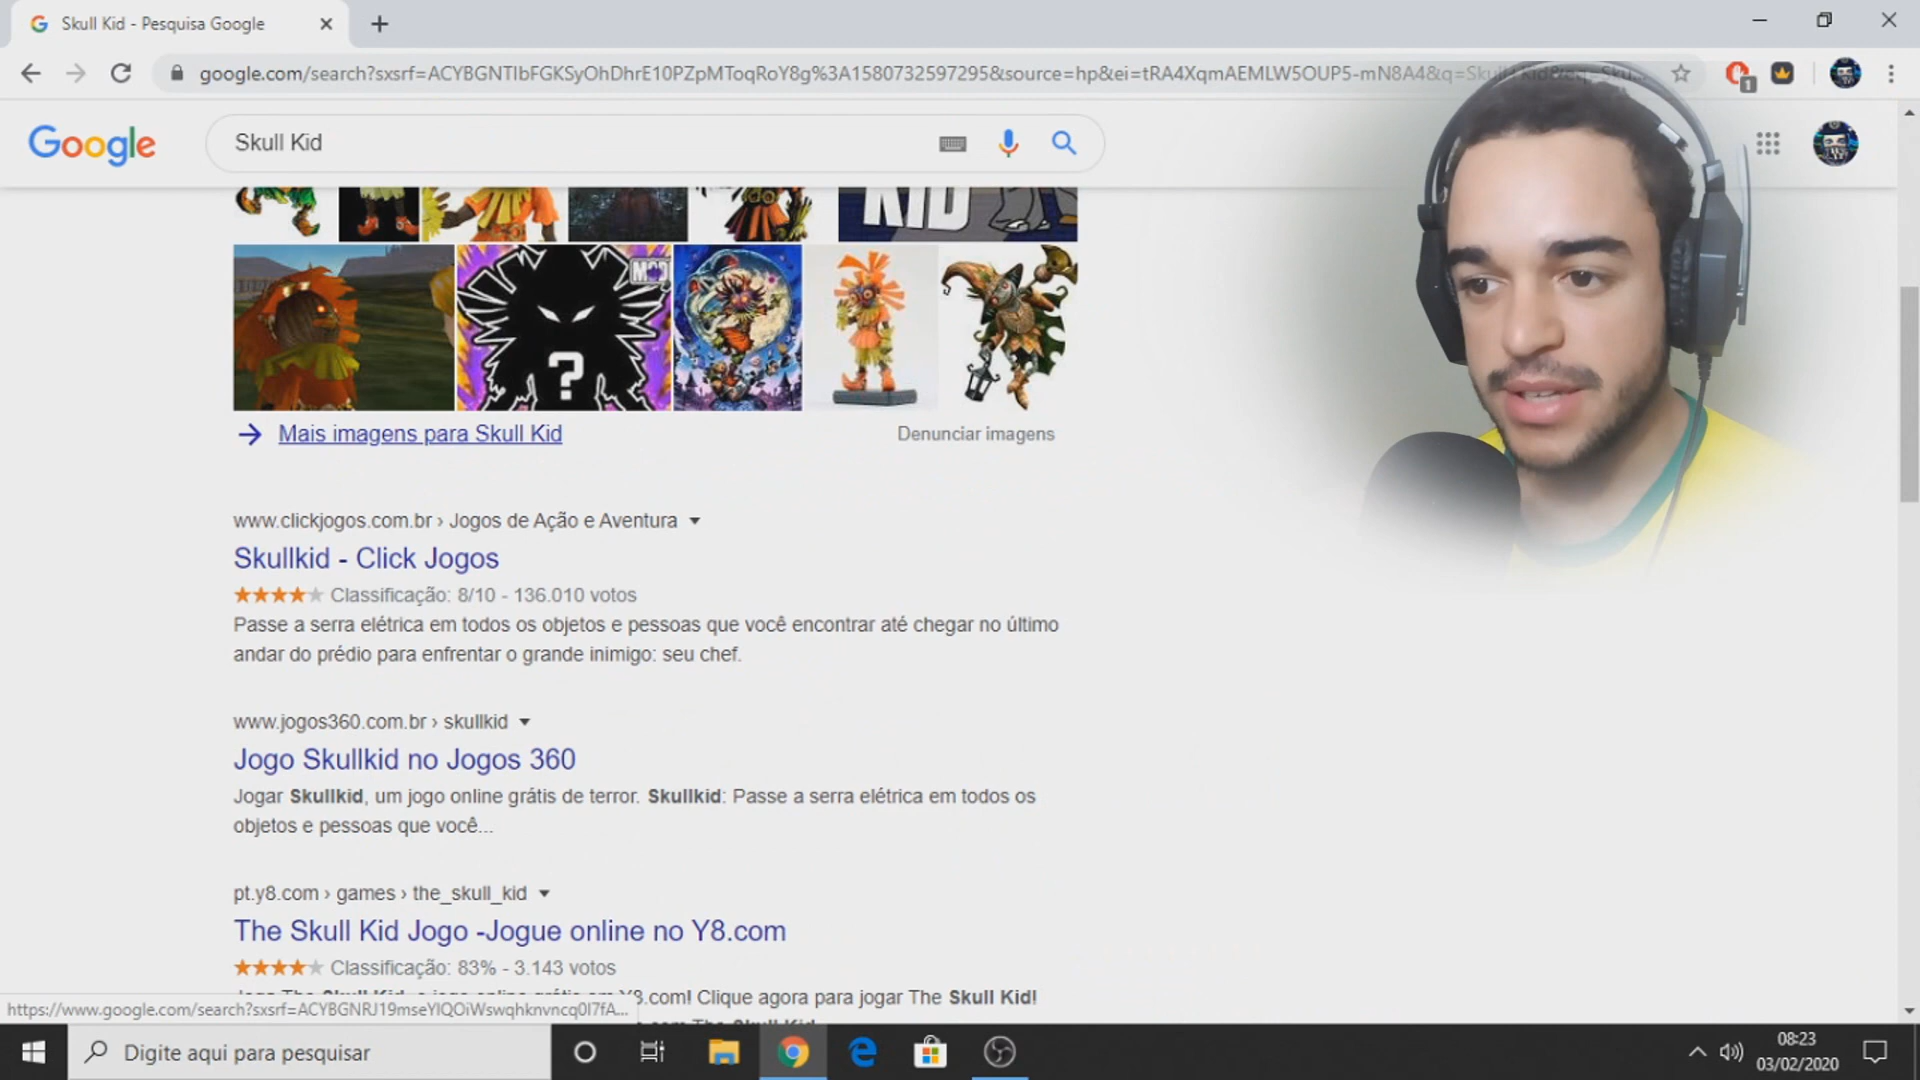 Skull Kid - Pesquisa Google
google.com/search?sxsrf=ACYBGNTIbFGKSyOhDhrE10PZpMToqRoY8g%3A1580732597295&source=hp&ei=tRA4XqmAEMLW5OUP5-mN8A4&q=Skull
1
Google
Skull Kid
KID
MOD
?
Mais imagens para Skull Kid
Denunciar imagens
www.clickjogos.com.br › Jogos de Ação e Aventura
Skullkid - Click Jogos
Classificação: 8/10 - 136.010 votos
Passe a serra elétrica em todos os objetos e pessoas que você encontrar até chegar no último
andar do prédio para enfrentar o grande inimigo: seu chef.
www.jogos360.com.br › skullkid
Jogo Skullkid no Jogos 360
Jogar Skullkid, um jogo online grátis de terror. Skullkid: Passe a serra elétrica em todos os
objetos e pessoas que você...
pt.y8.com › games › the_skull_kid
The Skull Kid Jogo -Jogue online no Y8.com
Classificação: 83% - 3.143 votos
Y8.com! Clique agora para jogar The Skull Kid!
https://www.google.com/search?sxsrf=ACYBGNRJ19mseYlQOiWswqhknvncq0I7fA...
Digite aqui para pesquisar
08:23
03/02/2020